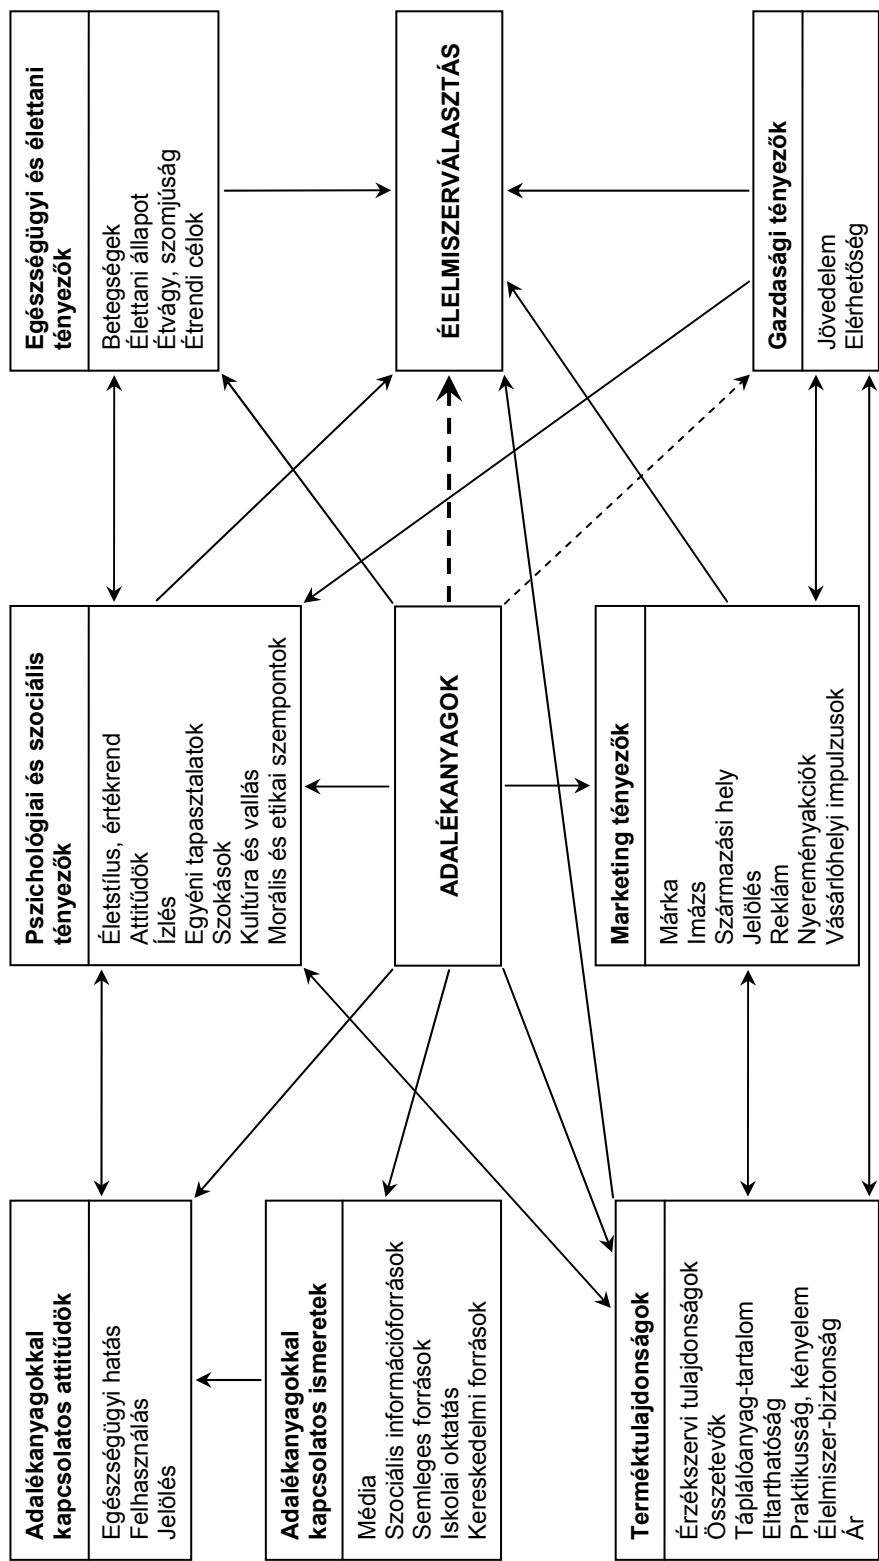 Adalékanyagokkal
kapcsolatos attitűdök
Egészségügyi hatás
Felhasználás
Jelölés
Pszichológiai és szociális
tényezők
Életstílus, értékrend
Attitűdök
Ízlés
Egyéni tapasztalatok
Szokások
Kultúra és vallás
Morális és etikai szempontok
Egészségügyi és élettani
tényezők
Betegségek
Élettani állapot
Étvágy, szomjúság
Étrendi célok
Adalékanyagokkal
kapcsolatos ismeretek
Média
Szociális információforrások
Semleges források
Iskolai oktatás
Kereskedelmi források
ADALÉKANYAGOK
ÉLELMISZERVÁLASZTÁS
Terméktulajdonságok
Érzékszervi tulajdonságok
Összetevők
Táplálóanyag-tartalom
Eltarthatóság
Praktikusság, kényelem
Élelmiszer-biztonság
Ár
Marketing tényezők
Márka
Imázs
Származási hely
Jelölés
Reklám
Nyereményakciók
Vásárlóhelyi impulzusok
Gazdasági tényezők
Jövedelem
Elérhetőség